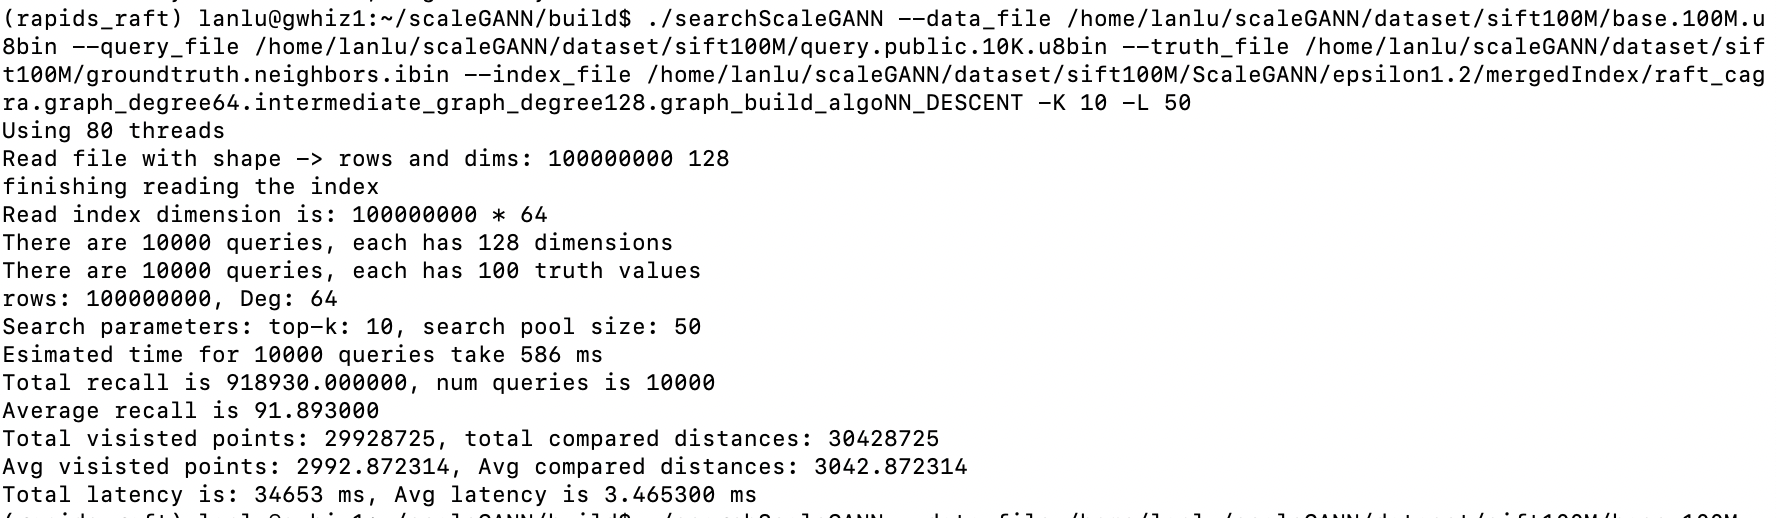 (rapids_raft) lanlu@gwhiz1:~/scaleGANN/build$ ./searchScaleGANN --data_file /home/lanlu/scaleGANN/dataset/sift100M/base.100M.u
8bin --query_file /home/lanlu/scaleGANN/dataset/sift100M/query.public.10K.u8bin --truth_file /home/lanlu/scaleGANN/dataset/sif
t100M/groundtruth.neighbors.ibin --index_file /home/lanlu/scaleGANN/dataset/sift100M/ScaleGANN/epsilon1.2/mergedIndex/raft_cag
ra.graph_degree64.intermediate_graph_degree128.graph_build_algoNN_DESCENT -K 10 -L 50
Using 80 threads
Read file with shape -> rows and dims: 100000000 128
finishing reading the index
Read index dimension is: 100000000 * 64
There are 10000 queries, each has 128 dimensions
There are 10000 queries, each has 100 truth values
rows: 100000000, Deg: 64
Search parameters: top-k: 10, search pool size: 50
Esimated time for 10000 queries take 586 ms
Total recall is 918930.000000, num queries is 10000
Average recall is 91.893000
Total visisted points: 29928725, total compared distances: 30428725
Avg visisted points: 2992.872314, Avg compared distances: 3042.872314
Total latency is: 34653 ms, Avg latency is 3.465300 ms